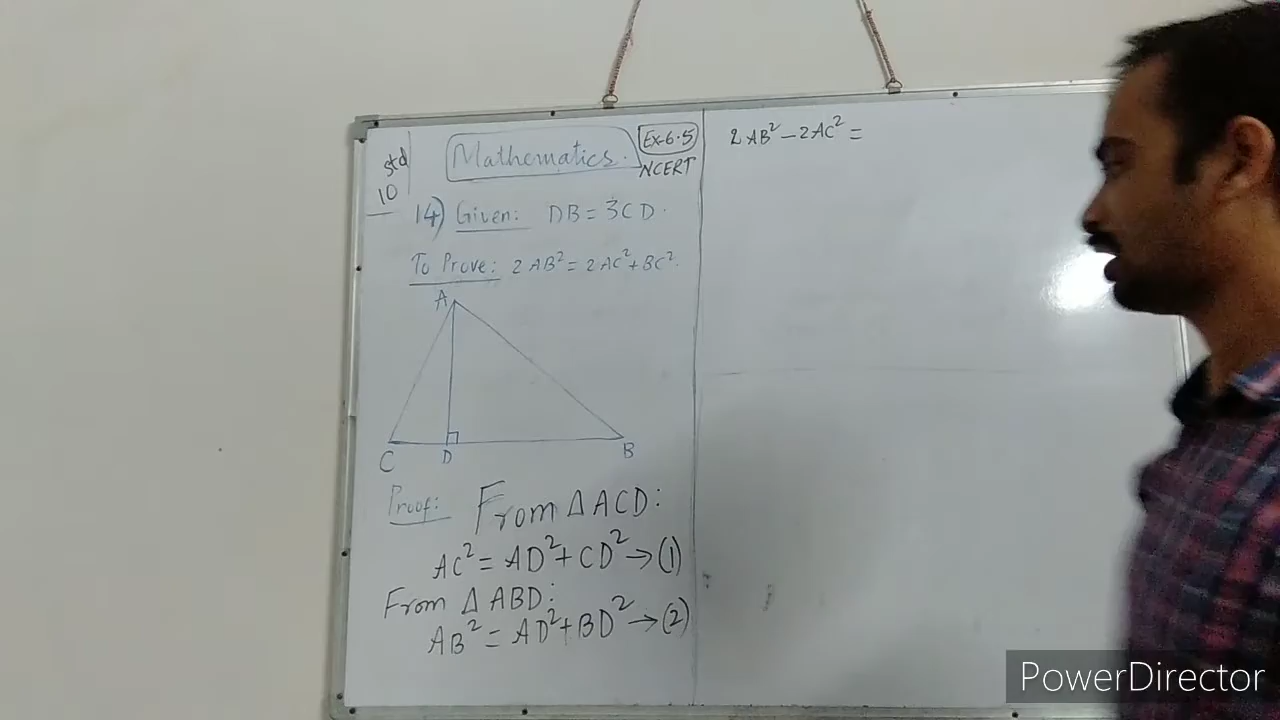 std
10
Mathematics.
Ex-6.5
NCERT
14) Given: DB = 3CD.
To Prove: 2AB² = 2AC² + BC².
A
C
D
B
Proof: From Δ ACD:
AC² = AD² + CD² → (1)
From Δ ABD:
AB² = AD² + BD² → (2)
2AB² - 2AC² =
PowerDirector